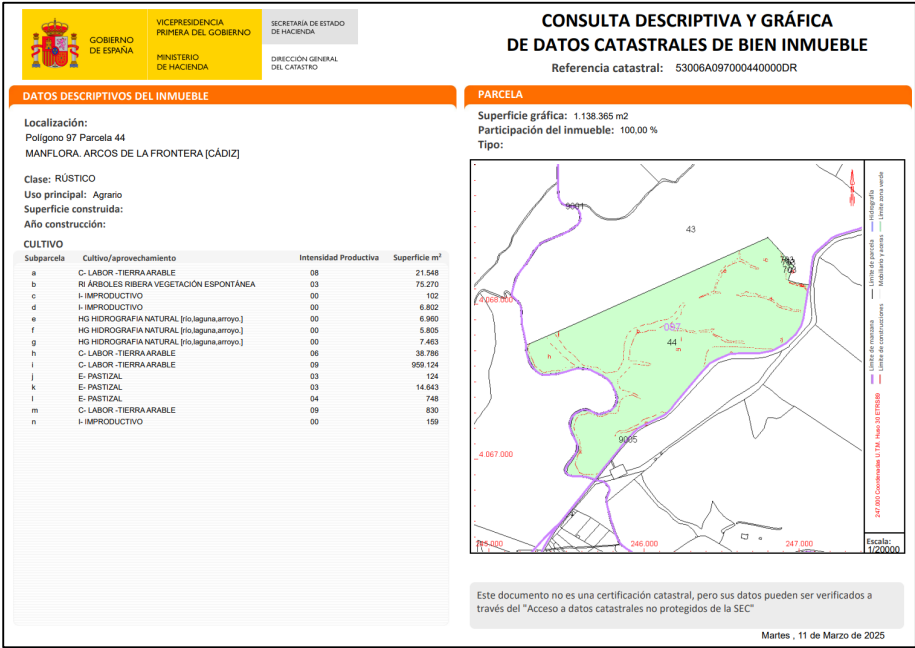 GOBIERNO
DE ESPAÑA
VICEPRESIDENCIA
PRIMERA DEL GOBIERNO
MINISTERIO
DE HACIENDA
SECRETARÍA DE ESTADO
DE HACIENDA
DIRECCIÓN GENERAL
DEL CATASTRO
CONSULTA DESCRIPTIVA Y GRÁFICA
DE DATOS CATASTRALES DE BIEN INMUEBLE
Referencia catastral: 53006A097000440000DR
DATOS DESCRIPTIVOS DEL INMUEBLE
Localización:
Polígono 97 Parcela 44
MANFLORA. ARCOS DE LA FRONTERA [CÁDIZ]
Clase: RÚSTICO
Uso principal: Agrario
Superficie construida:
Año construcción:
CULTIVO
Subparcela Cultivo/aprovechamiento Intensidad Productiva Superficie m²
a C- LABOR -TIERRA ARABLE 08 21.548
b RI ÁRBOLES RIBERA VEGETACIÓN ESPONTÁNEA 03 75.270
c I- IMPRODUCTIVO 00 102
d I- IMPRODUCTIVO 00 6.802
e HG HIDROGRAFIA NATURAL [río,laguna,arroyo.] 00 6.960
f HG HIDROGRAFIA NATURAL [río,laguna,arroyo.] 00 5.805
g HG HIDROGRAFIA NATURAL [río,laguna,arroyo.] 00 7.463
h C- LABOR -TIERRA ARABLE 06 38.786
i C- LABOR -TIERRA ARABLE 09 959.124
j E- PASTIZAL 03 124
k E- PASTIZAL 03 14.643
l E- PASTIZAL 04 748
m C- LABOR -TIERRA ARABLE 09 830
n I- IMPRODUCTIVO 00 159
PARCELA
Superficie gráfica: 1.138.365 m2
Participación del inmueble: 100,00 %
Tipo:
9001
43
4.068.000
097
44
h
m
9005
4.067.000
246.000
247.000
Límite de manzana
Límite de parcela
Hidrografía
Límite de construcciones
Mobiliario y aceras
Límite zona verde
247.000 Coordenadas U.T.M. Huso 30 ETRS89
Escala:
1/20000
Este documento no es una certificación catastral, pero sus datos pueden ser verificados a
través del "Acceso a datos catastrales no protegidos de la SEC"
Martes , 11 de Marzo de 2025